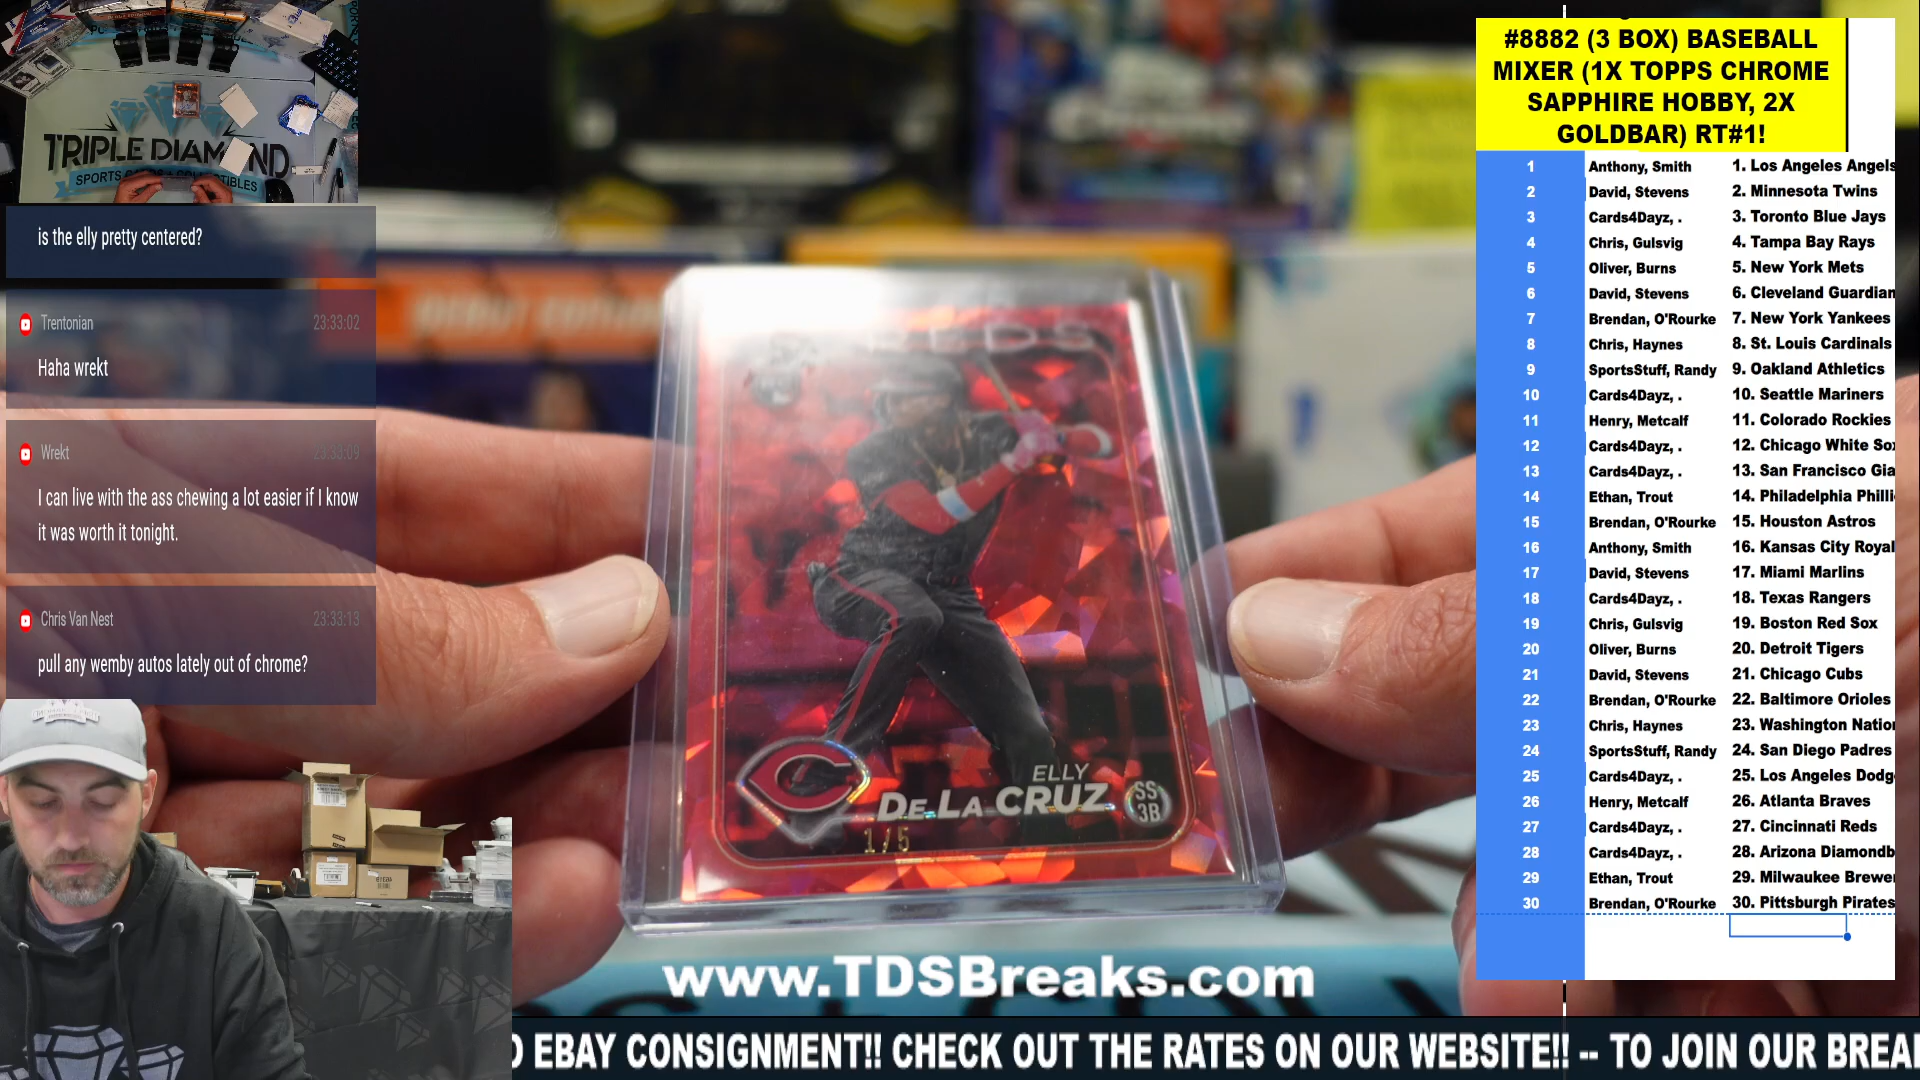 TRIPLE DIAMOND
SPORTS CARDS
is the elly pretty centered?
Trentonian 23:33:02
Haha wrekt
Wrekt 23:33:09
I can live with the ass chewing a lot easier if I know
it was worth it tonight.
Chris Van Nest 23:33:13
pull any wemby autos lately out of chrome?
REDS
ELLY
DE LA CRUZ
SS
3B
1/5
www.TDSBreaks.com
EBAY CONSIGNMENT!! CHECK OUT THE RATES ON OUR WEBSITE!! -- TO JOIN OUR BREA
#8882 (3 BOX) BASEBALL
MIXER (1X TOPPS CHROME
SAPPHIRE HOBBY, 2X
GOLDBAR) RT#1!
1 Anthony, Smith 1. Los Angeles Angels
2 David, Stevens 2. Minnesota Twins
3 Cards4Dayz, . 3. Toronto Blue Jays
4 Chris, Gulsvig 4. Tampa Bay Rays
5 Oliver, Burns 5. New York Mets
6 David, Stevens 6. Cleveland Guardian
7 Brendan, O'Rourke 7. New York Yankees
8 Chris, Haynes 8. St. Louis Cardinals
9 SportsStuff, Randy 9. Oakland Athletics
10 Cards4Dayz, . 10. Seattle Mariners
11 Henry, Metcalf 11. Colorado Rockies
12 Cards4Dayz, . 12. Chicago White Sox
13 Cards4Dayz, . 13. San Francisco Gia
14 Ethan, Trout 14. Philadelphia Philli
15 Brendan, O'Rourke 15. Houston Astros
16 Anthony, Smith 16. Kansas City Royal
17 David, Stevens 17. Miami Marlins
18 Cards4Dayz, . 18. Texas Rangers
19 Chris, Gulsvig 19. Boston Red Sox
20 Oliver, Burns 20. Detroit Tigers
21 David, Stevens 21. Chicago Cubs
22 Brendan, O'Rourke 22. Baltimore Orioles
23 Chris, Haynes 23. Washington Natio
24 SportsStuff, Randy 24. San Diego Padres
25 Cards4Dayz, . 25. Los Angeles Dodg
26 Henry, Metcalf 26. Atlanta Braves
27 Cards4Dayz, . 27. Cincinnati Reds
28 Cards4Dayz, . 28. Arizona Diamondb
29 Ethan, Trout 29. Milwaukee Brewe
30 Brendan, O'Rourke 30. Pittsburgh Pirates